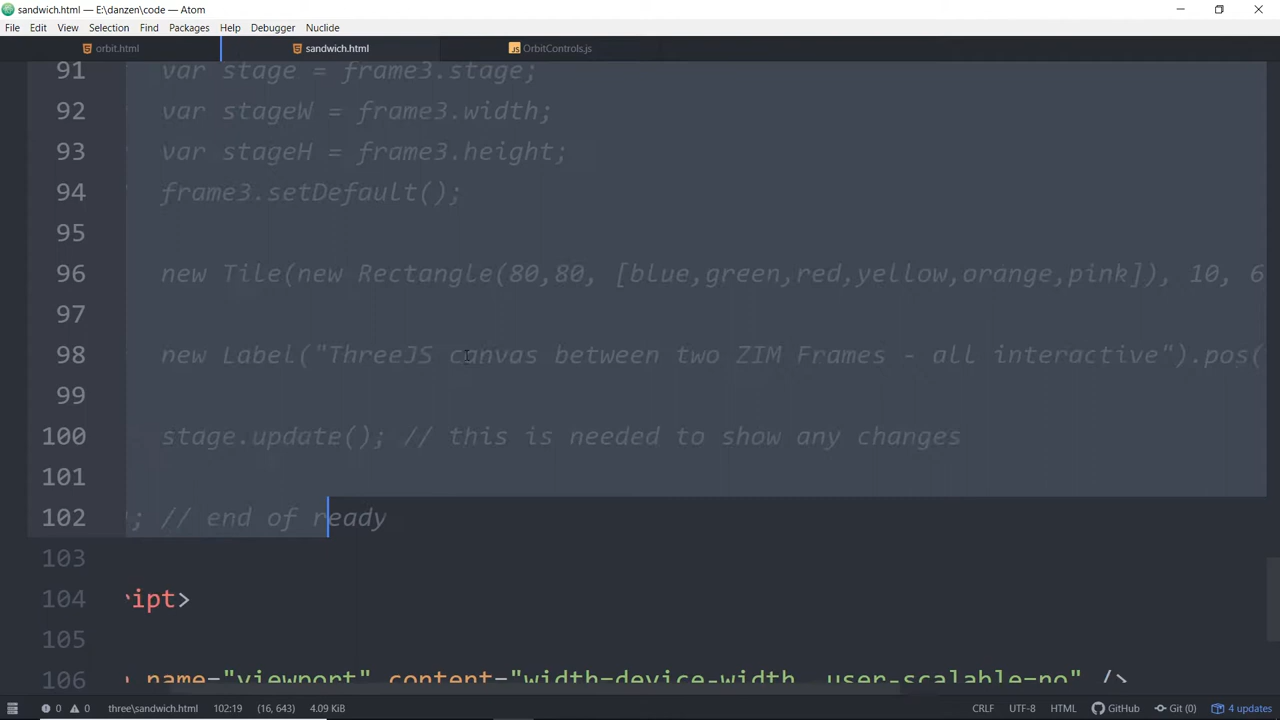 sandwich.html — E:\danzen\code — Atom
File Edit View Selection Find Packages Help Debugger Nuclide
orbit.html sandwich.html OrbitControls.js
91 var stage = frame3.stage;
92 var stageW = frame3.width;
93 var stageH = frame3.height;
94 frame3.setDefault();
95
96 new Tile(new Rectangle(80,80, [blue,green,red,yellow,orange,pink]), 10, 6
97
98 new Label("ThreeJS canvas between two ZIM Frames - all interactive").pos(
99
100 stage.update(); // this is needed to show any changes
101
102 ; // end of ready
103
104 ript>
105
106 name="viewport" content="width=device-width, user-scalable=no" />
0 0 three\sandwich.html 102:19 (16, 643) 4.09 KiB CRLF UTF-8 HTML GitHub Git (0) 4 updates